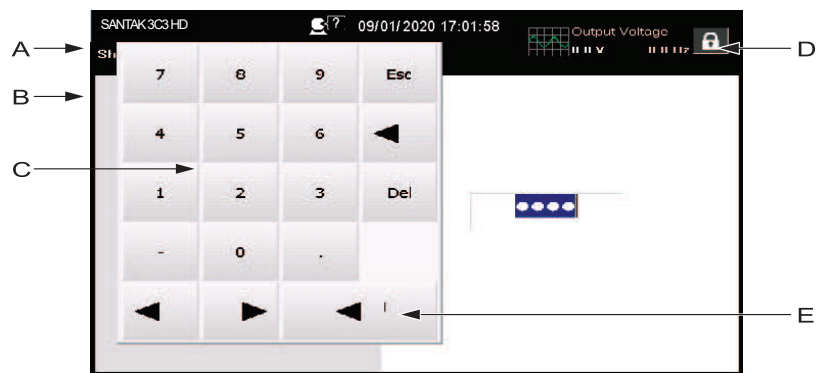 SANTAK 3C3 HD ? 09/01/2020 17:01:58 Output Voltage
A
D
B
7 8 9 Esc
4 5 6
C
1 2 3 Del
- 0 .
E